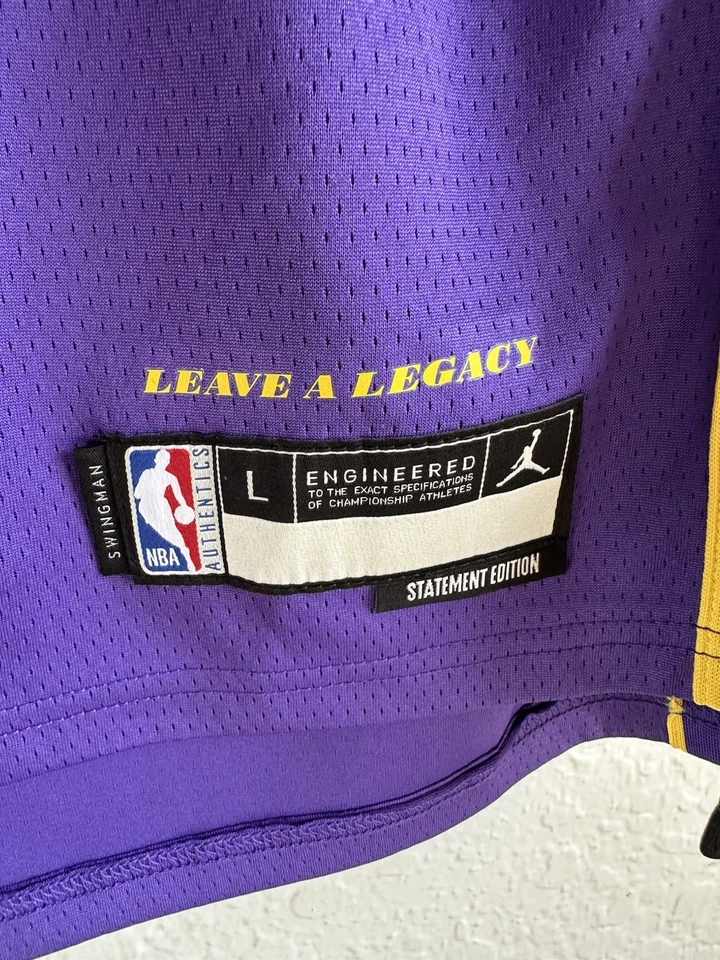 LEAVE A LEGACY
SWINGMAN
NBA
AUTHENTICS
L
ENGINEERED
TO THE EXACT SPECIFICATIONS
OF CHAMPIONSHIP ATHLETES
STATEMENT EDITION